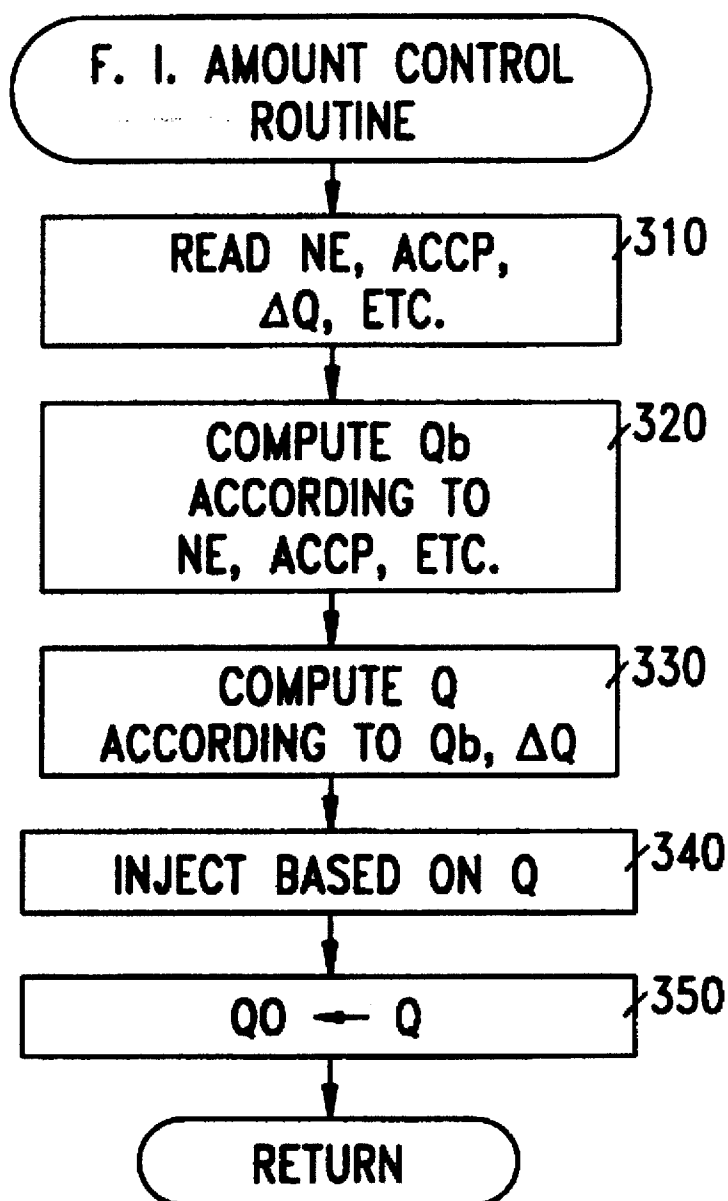 F. I. AMOUNT CONTROL
ROUTINE
310
READ NE, ACCP,
ΔQ, ETC.
320
COMPUTE Qb
ACCORDING TO
NE, ACCP, ETC.
330
COMPUTE Q
ACCORDING TO Qb, ΔQ
340
INJECT BASED ON Q
350
QO ← Q
RETURN